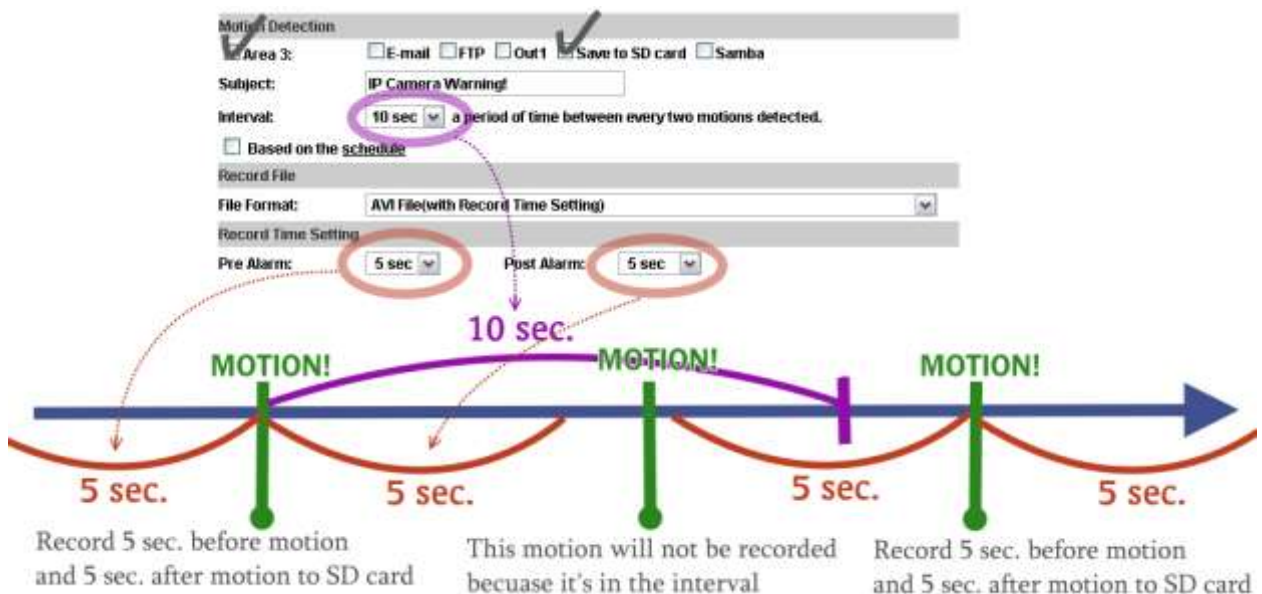 Motion Detection
Area 3: E-mail FTP Out1 Save to SD card Samba
Subject: IP Camera Warning!
Interval: 10 sec a period of time between every two motions detected.
Based on the schedule
Record File
File Format: AVI File(with Record Time Setting)
Record Time Setting
Pre Alarm: 5 sec Post Alarm: 5 sec
10 sec.
MOTION! MOTION! MOTION!
5 sec. 5 sec. 5 sec. 5 sec.
Record 5 sec. before motion
and 5 sec. after motion to SD card
This motion will not be recorded
becuase it's in the interval
Record 5 sec. before motion
and 5 sec. after motion to SD card